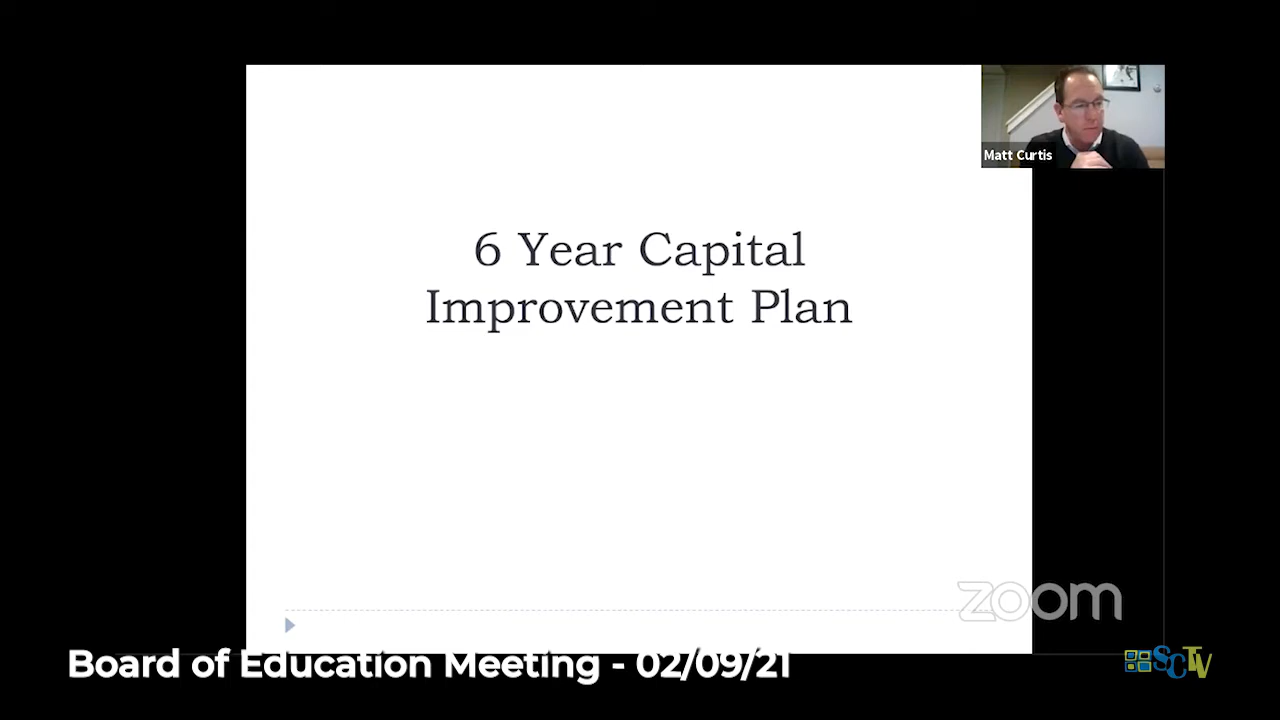 Matt Curtis
6 Year Capital
Improvement Plan
zoom
Board of Education Meeting - 02/09/21
SCTV